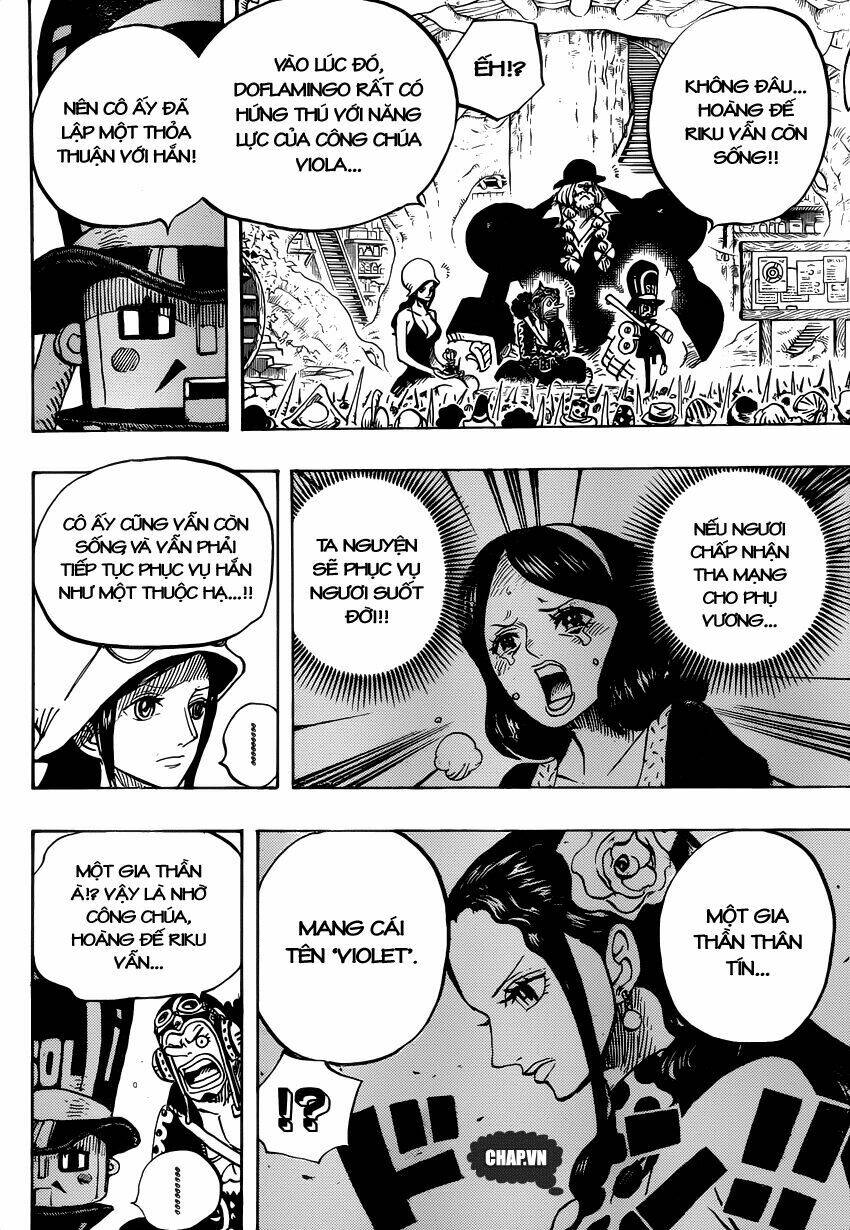 KHÔNG ĐÂU...
HOÀNG ĐẾ
RIKU VẪN CÒN
SỐNG!!
ẾH!?
VÀO LÚC ĐÓ,
DOFLAMINGO RẤT CÓ
HỨNG THÚ VỚI NĂNG
LỰC CỦA CÔNG CHÚA
VIOLA...
NÊN CÔ ẤY ĐÃ
LẬP MỘT THỎA
THUẬN VỚI HẮN!
NẾU NGƯƠI
CHẤP NHẬN
THA MẠNG
CHO PHỤ
VƯƠNG...
TA NGUYỆN
SẼ PHỤC VỤ
NGƯƠI SUỐT
ĐỜI!!
CÔ ẤY CŨNG VẪN CÒN
SỐNG VÀ VẪN PHẢI
TIẾP TỤC PHỤC VỤ HẮN
NHƯ MỘT THUỘC HẠ....!!
MỘT GIA
THẦN THÂN
TÍN...
MANG CÁI
TÊN ‘VIOLET’.
!?
ドド
MỘT GIA THẦN
À!? VẬY LÀ NHỜ
CÔNG CHÚA,
HOÀNG ĐẾ RIKU
VẪN...
CHAP.VN